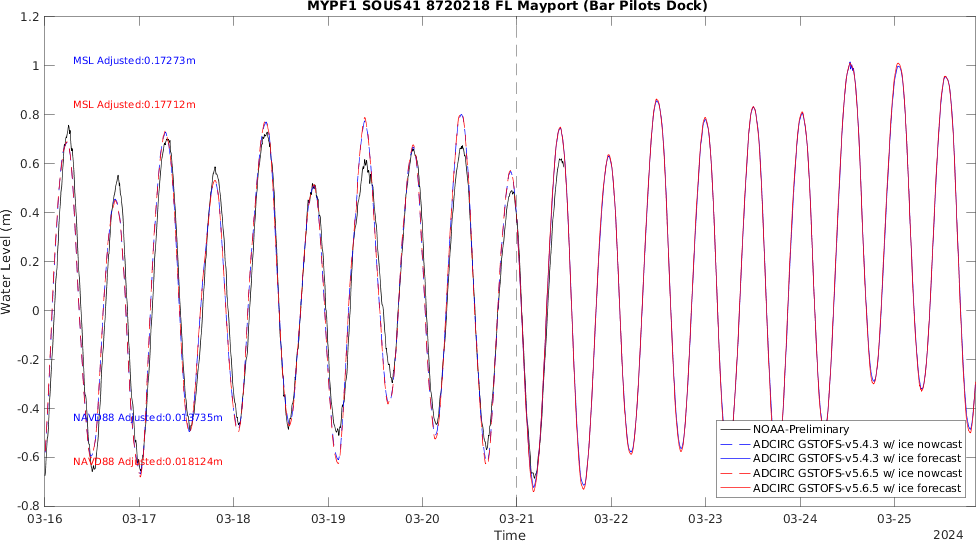 MYPF1 SOUS41 8720218 FL Mayport (Bar Pilots Dock)
1.2
1
0.8
0.6
0.4
0.2
0
-0.2
-0.4
-0.6
-0.8
Water Level (m)
MSL Adjusted:0.17273m
MSL Adjusted:0.17712m
NAVD88 Adjusted:0.013735m
NAVD88 Adjusted:0.018124m
NOAA-Preliminary
ADCIRC GSTOFS-v5.4.3 w/ ice nowcast
ADCIRC GSTOFS-v5.4.3 w/ ice forecast
ADCIRC GSTOFS-v5.6.5 w/ ice nowcast
ADCIRC GSTOFS-v5.6.5 w/ ice forecast
03-16 03-17 03-18 03-19 03-20 03-21 03-22 03-23 03-24 03-25
Time
2024